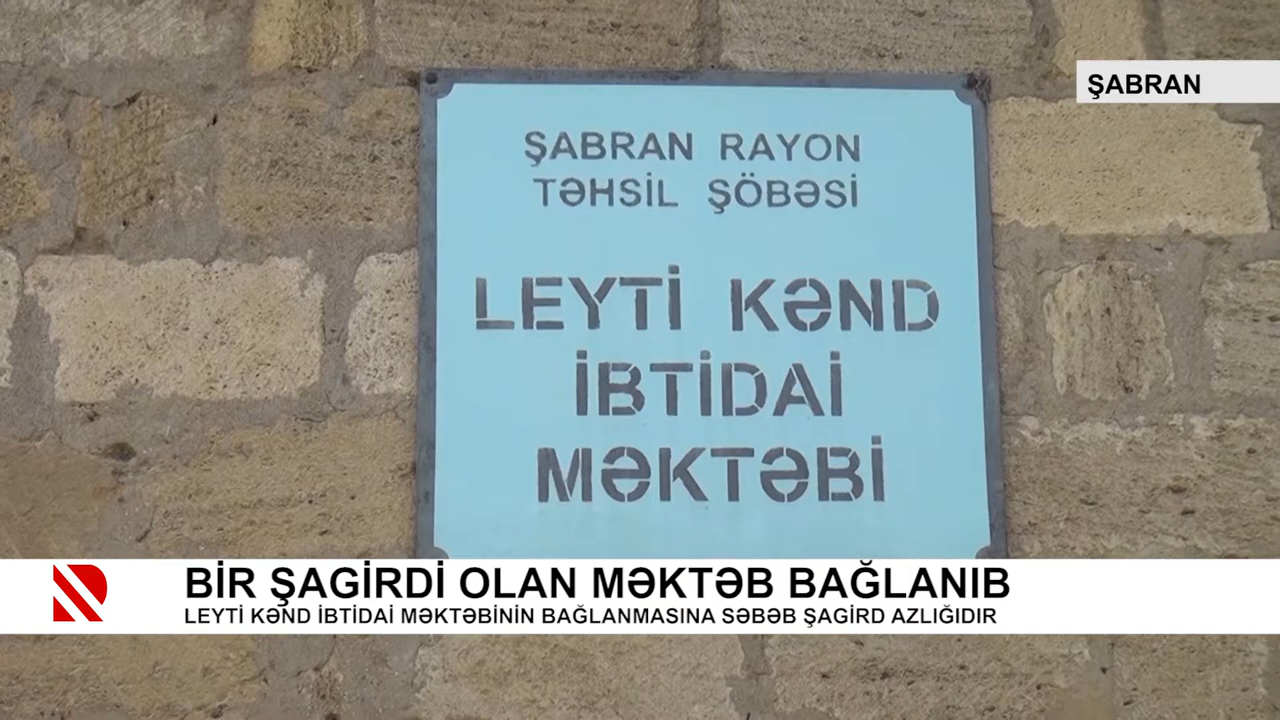 ŞABRAN
ŞABRAN RAYON
TƏHSİL ŞÖBƏSİ
LEYTİ KƏND
İBTİDAİ
MƏKTƏBİ
BİR ŞAGİRDİ OLAN MƏKTƏB BAĞLANIB
LEYTİ KƏND İBTİDAİ MƏKTƏBİNİN BAĞLANMASINA SƏBƏB ŞAGİRD AZLIĞIDIR